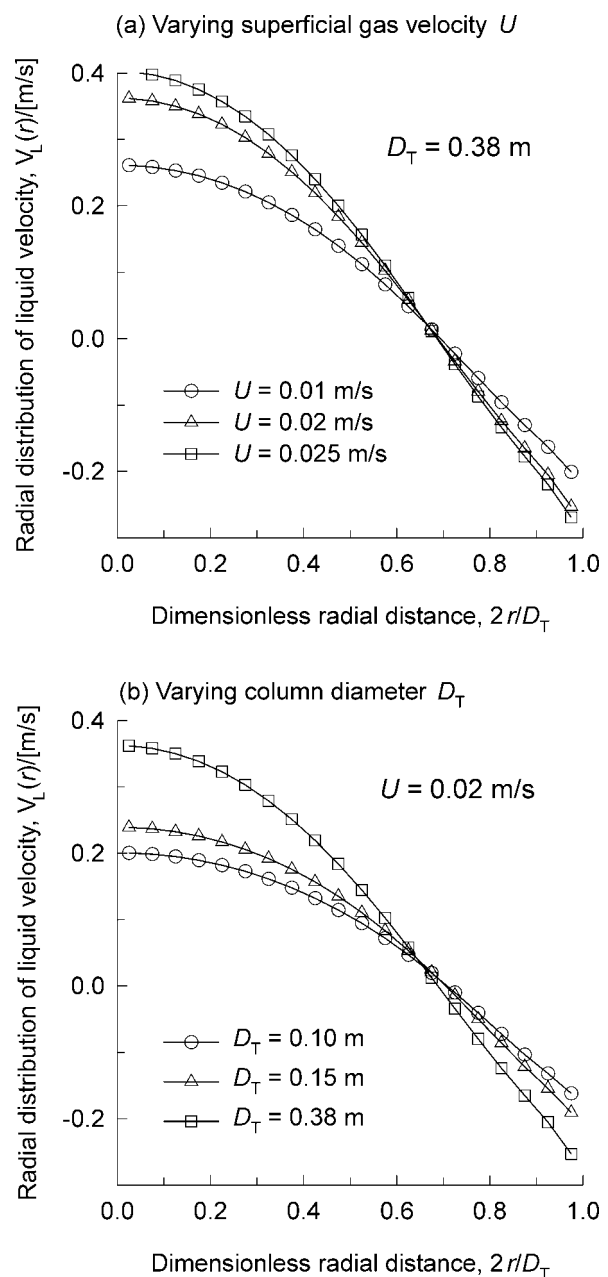 (a) Varying superficial gas velocity U
Radial distribution of liquid velocity, V_L(r)/[m/s]
0.4
0.2
0.0
-0.2
D_T = 0.38 m
U = 0.01 m/s
U = 0.02 m/s
U = 0.025 m/s
0.0 0.2 0.4 0.6 0.8 1.0
Dimensionless radial distance, 2r/D_T
(b) Varying column diameter D_T
Radial distribution of liquid velocity, V_L(r)/[m/s]
0.4
0.2
0.0
-0.2
U = 0.02 m/s
D_T = 0.10 m
D_T = 0.15 m
D_T = 0.38 m
0.0 0.2 0.4 0.6 0.8 1.0
Dimensionless radial distance, 2r/D_T